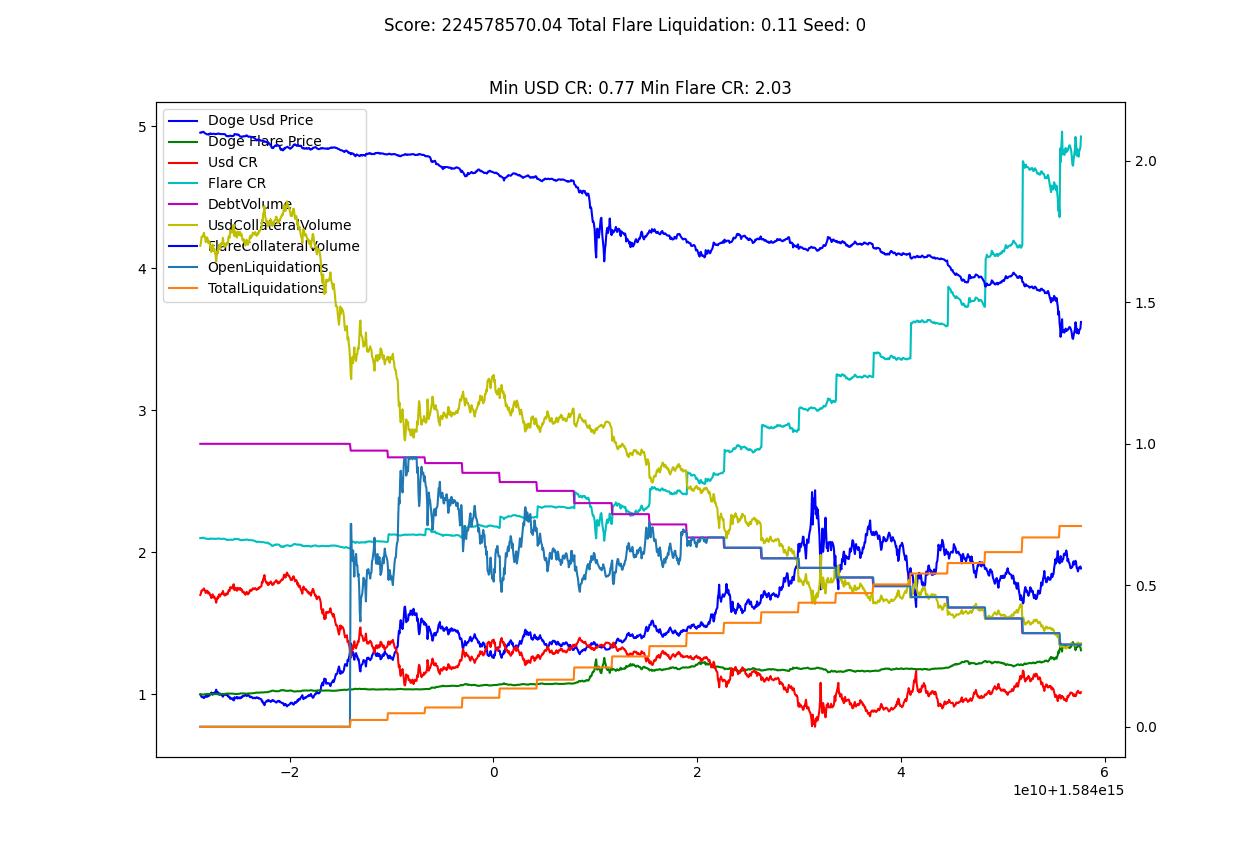 Score: 224578570.04 Total Flare Liquidation: 0.11 Seed: 0
Min USD CR: 0.77 Min Flare CR: 2.03
Doge Usd Price
Doge Flare Price
Usd CR
Flare CR
DebtVolume
UsdCollateralVolume
FlareCollateralVolume
OpenLiquidations
TotalLiquidations
5
4
3
2
1
2.0
1.5
1.0
0.5
0.0
−2
0
2
4
6
1e10+1.584e15